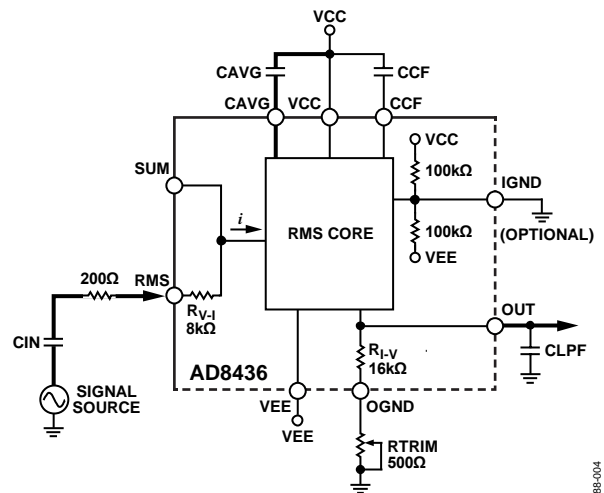 VCC
CAVG
CCF
CAVG
VCC
CCF
VCC
SUM
100kΩ
IGND
i
(OPTIONAL)
RMS CORE
100kΩ
VEE
200Ω
RMS
OUT
RV-I
8kΩ
CIN
RI-V
16kΩ
CLPF
AD8436
SIGNAL
SOURCE
VEE
OGND
VEE
RTRIM
500Ω
88-004